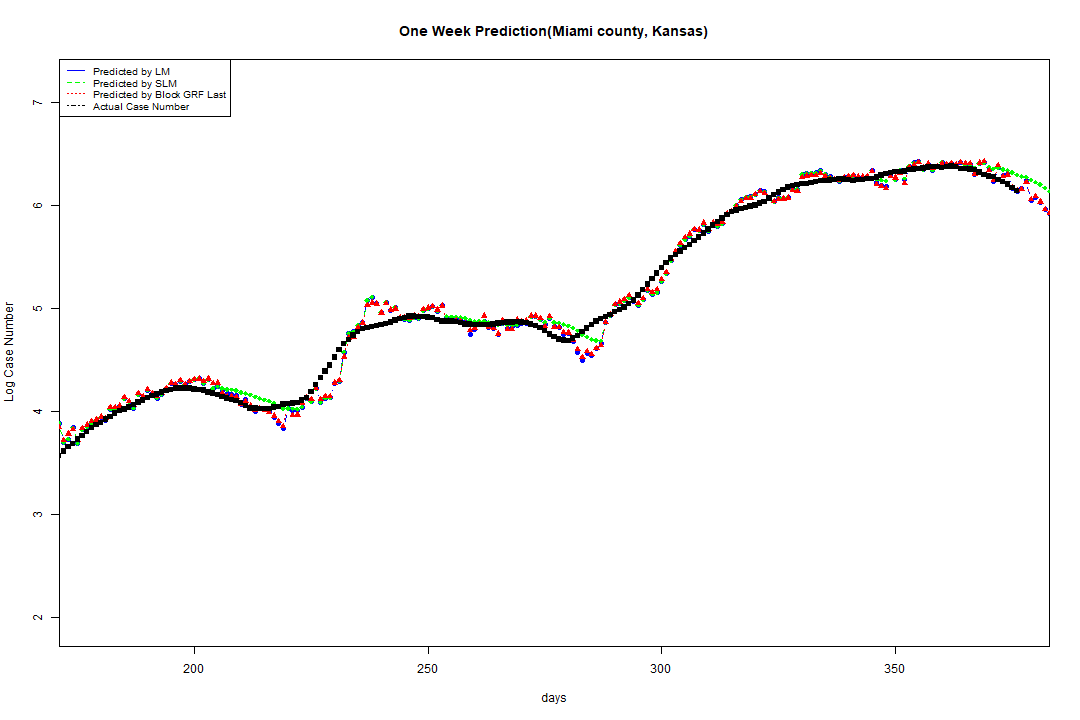 One Week Prediction(Miami county, Kansas)
Predicted by LM
Predicted by SLM
Predicted by Block GRF Last
Actual Case Number
7
6
5
4
3
2
Log Case Number
200
250
300
350
days